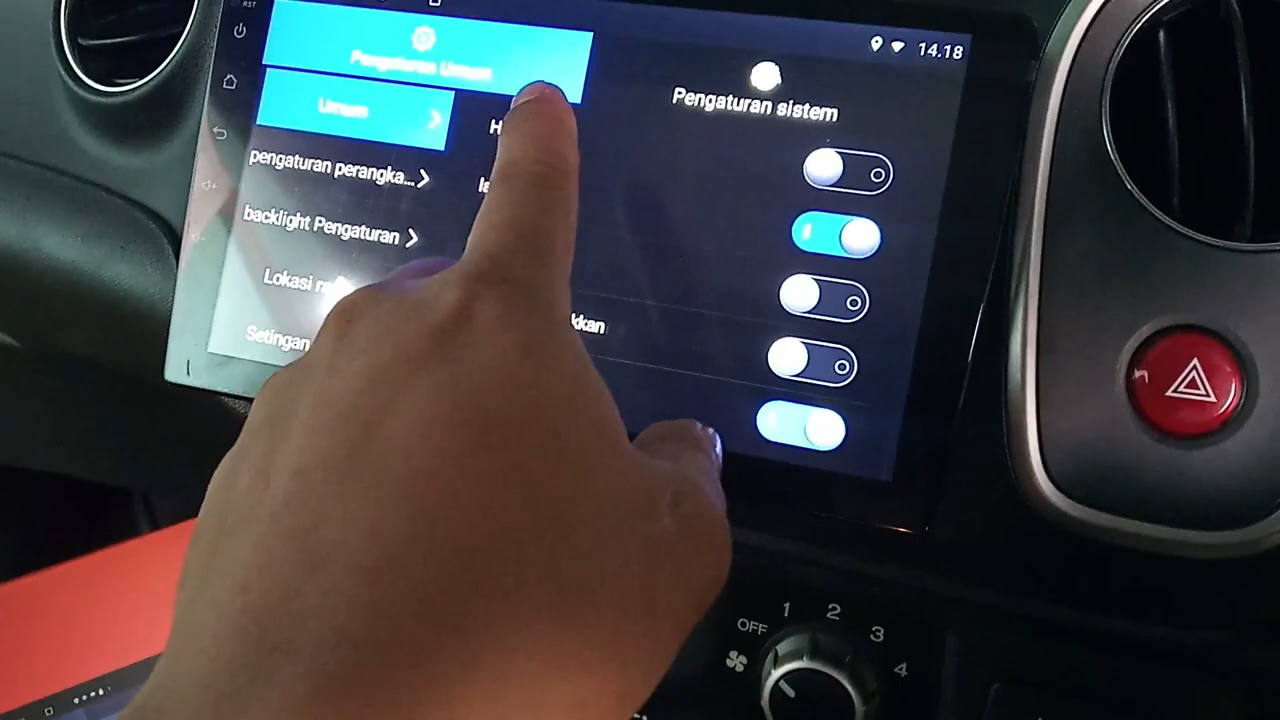 RST
14.18
Pengaturan Umum
Pengaturan sistem
Umum
pengaturan perangka...
backlight Pengaturan
Lokasi
Setingan
kkan
OFF
1
2
3
4